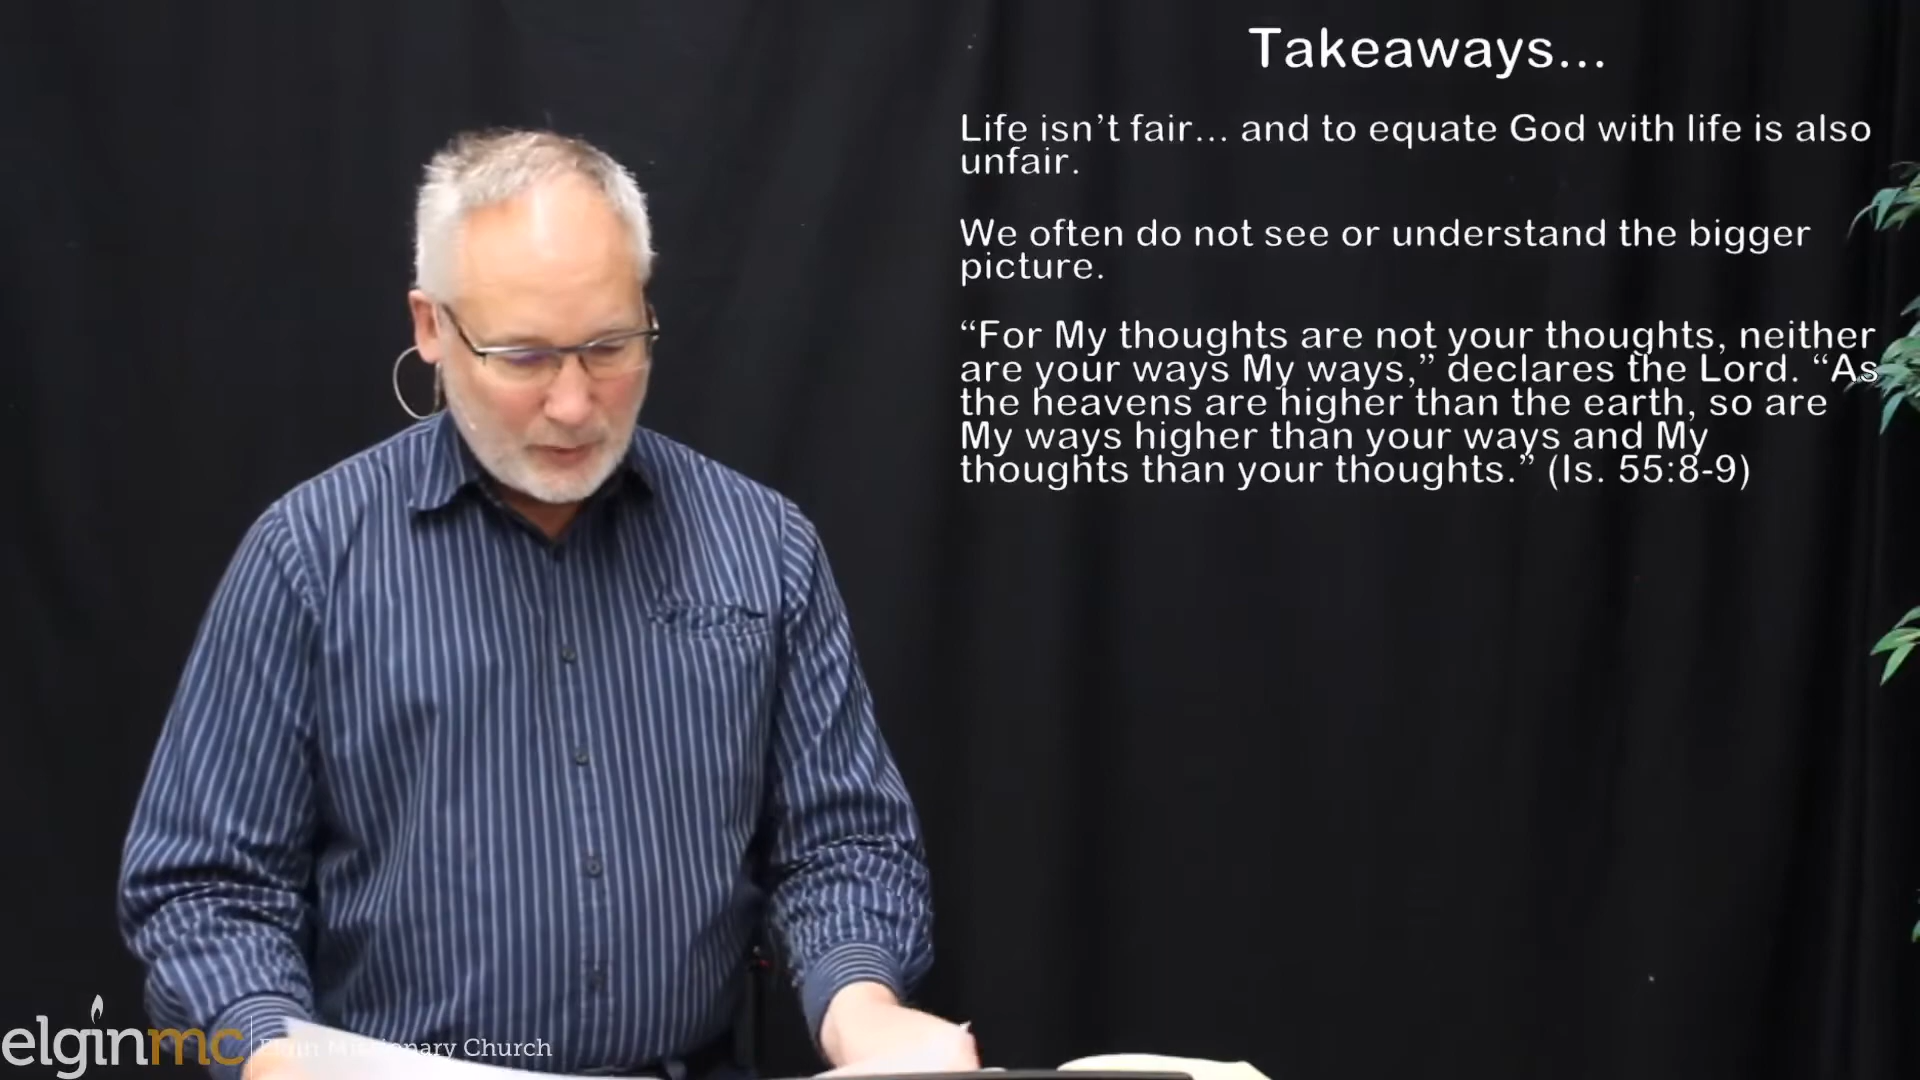 Takeaways...
Life isn’t fair... and to equate God with life is also
unfair.
We often do not see or understand the bigger
picture.
“For My thoughts are not your thoughts, neither
are your ways My ways,” declares the Lord. “As
the heavens are higher than the earth, so are
My ways higher than your ways and My
thoughts than your thoughts.” (Is. 55:8-9)
elginmc Elgin Missionary Church